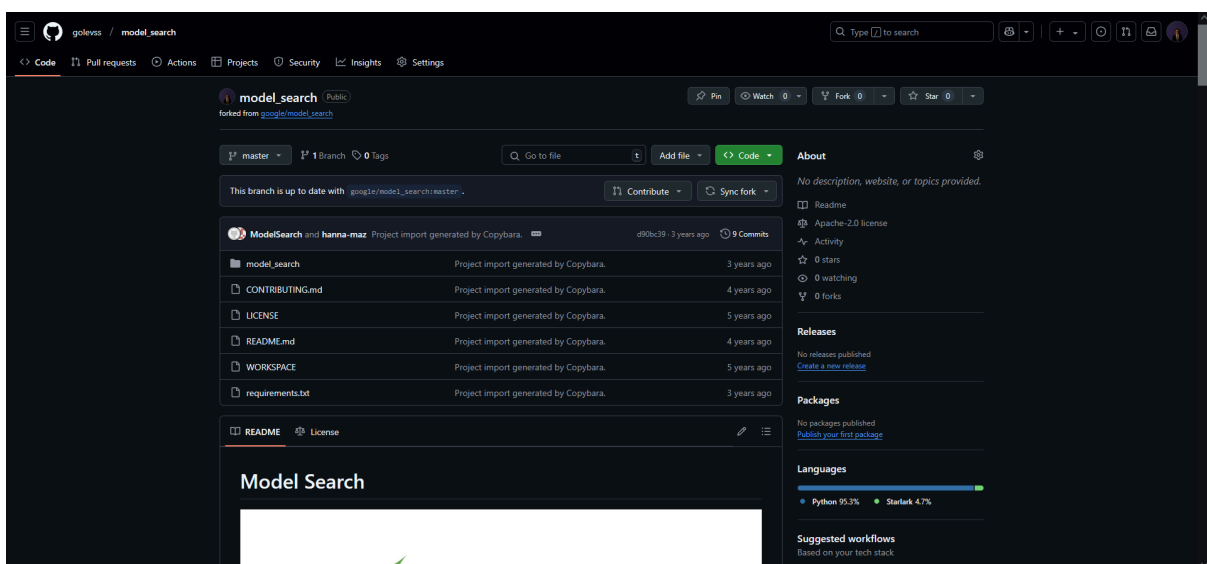 golevss / model_search
Type / to search
Code Pull requests Actions Projects Security Insights Settings
model_search Public
Pin Watch 0 Fork 0 Star 0
forked from google/model_search
master 1 Branch 0 Tags
Go to file t Add file Code
This branch is up to date with google/model_search:master .
Contribute Sync fork
ModelSearch and hanna-maz Project import generated by Copybara. d90bc39 · 3 years ago 9 Commits
model_search Project import generated by Copybara. 3 years ago
CONTRIBUTING.md Project import generated by Copybara. 4 years ago
LICENSE Project import generated by Copybara. 5 years ago
README.md Project import generated by Copybara. 4 years ago
WORKSPACE Project import generated by Copybara. 5 years ago
requirements.txt Project import generated by Copybara. 3 years ago
README License
Model Search
About
No description, website, or topics provided.
Readme
Apache-2.0 license
Activity
0 stars
0 watching
0 forks
Releases
No releases published
Create a new release
Packages
No packages published
Publish your first package
Languages
Python 95.3% Starlark 4.7%
Suggested workflows
Based on your tech stack